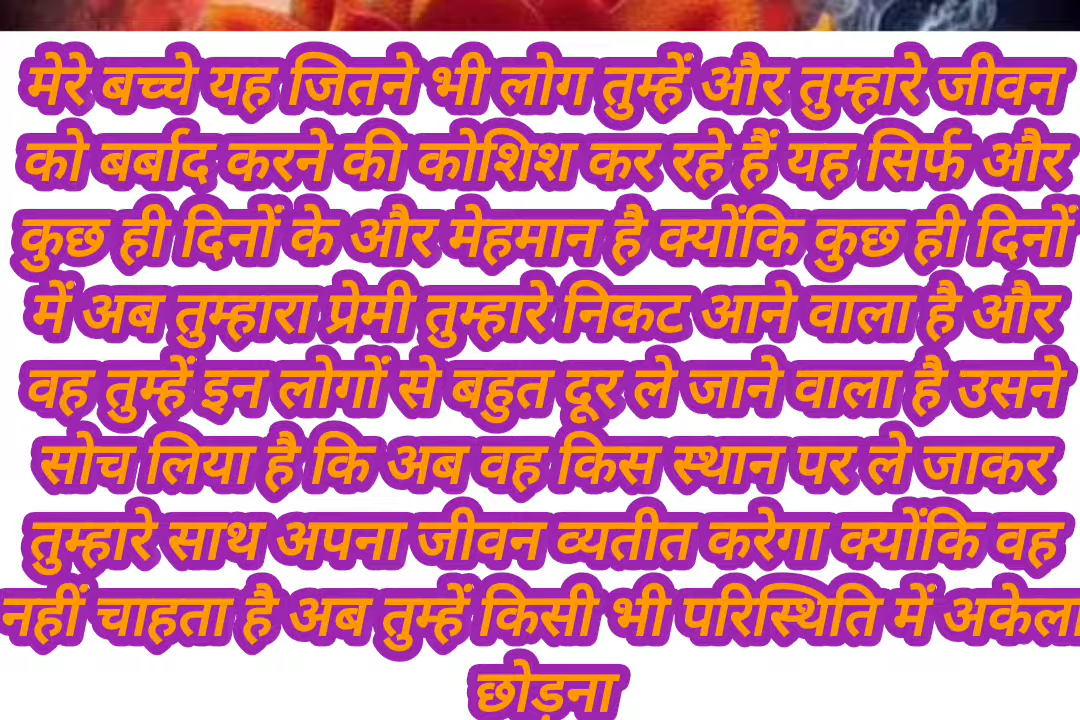 मेरे बच्चे यह जितने भी लोग तुम्हें और तुम्हारे जीवन
को बर्बाद करने की कोशिश कर रहे हैं यह सिर्फ और
कुछ ही दिनों के और मेहमान है क्योंकि कुछ ही दिनों
में अब तुम्हारा प्रेमी तुम्हारे निकट आने वाला है और
वह तुम्हें इन लोगों से बहुत दूर ले जाने वाला है उसने
सोच लिया है कि अब वह किस स्थान पर ले जाकर
तुम्हारे साथ अपना जीवन व्यतीत करेगा क्योंकि वह
नहीं चाहता है अब तुम्हें किसी भी परिस्थिति में अकेला
छोड़ना